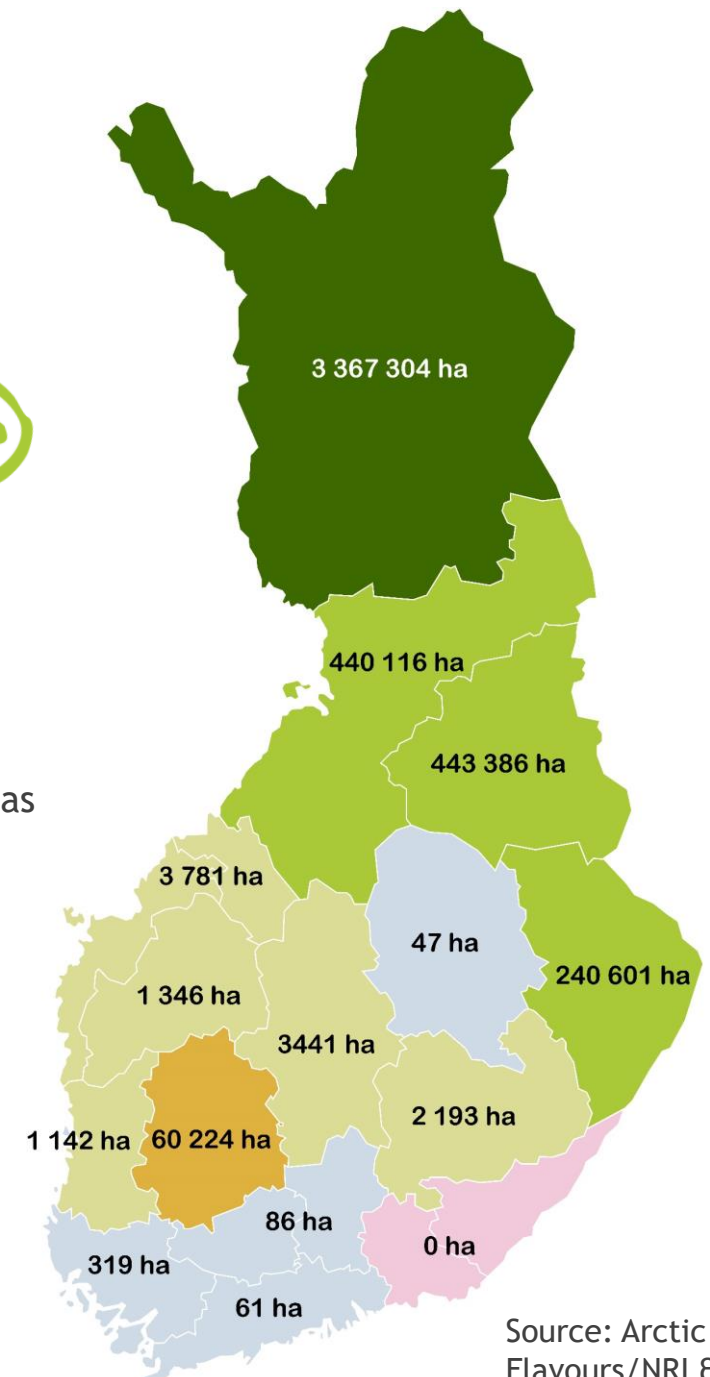 3 367 304 ha
440 116 ha
443 386 ha
as
3 781 ha
47 ha
240 601 ha
1 346 ha
3441 ha
2 193 ha
1 142 ha
60 224 ha
86 ha
0 ha
319 ha
61 ha
Source: Arctic